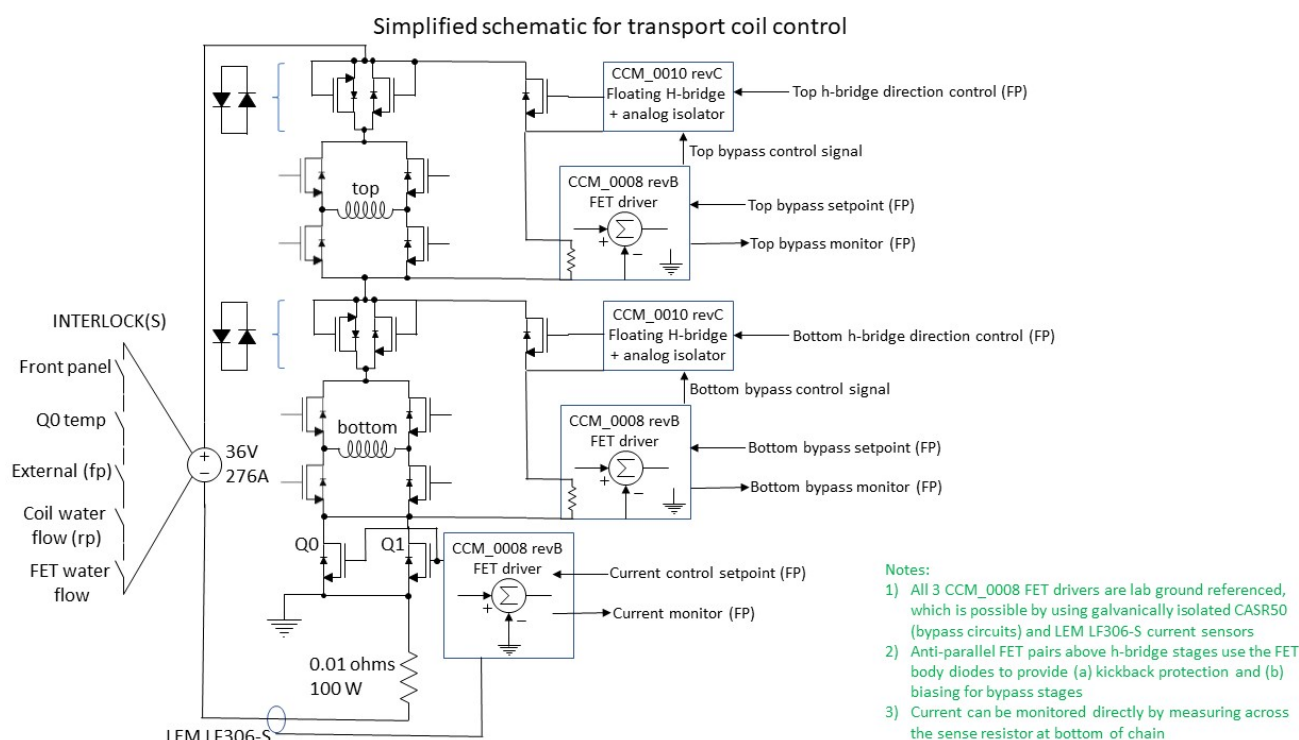 Simplified schematic for transport coil control
CCM_0010 revC
Floating H-bridge
+ analog isolator
Top h-bridge direction control (FP)
Top bypass control signal
top
CCM_0008 revB
FET driver
Σ
+
−
Top bypass setpoint (FP)
Top bypass monitor (FP)
INTERLOCK(S)
Front panel
Q0 temp
External (fp)
Coil water
flow (rp)
FET water
flow
+
−
36V
276A
CCM_0010 revC
Floating H-bridge
+ analog isolator
Bottom h-bridge direction control (FP)
Bottom bypass control signal
bottom
CCM_0008 revB
FET driver
Σ
+
−
Bottom bypass setpoint (FP)
Bottom bypass monitor (FP)
Q0
Q1
CCM_0008 revB
FET driver
Σ
+
−
Current control setpoint (FP)
Current monitor (FP)
0.01 ohms
100 W
LEM LF306-S
Notes:
1) All 3 CCM_0008 FET drivers are lab ground referenced,
which is possible by using galvanically isolated CASR50
(bypass circuits) and LEM LF306-S current sensors
2) Anti-parallel FET pairs above h-bridge stages use the FET
body diodes to provide (a) kickback protection and (b)
biasing for bypass stages
3) Current can be monitored directly by measuring across
the sense resistor at bottom of chain